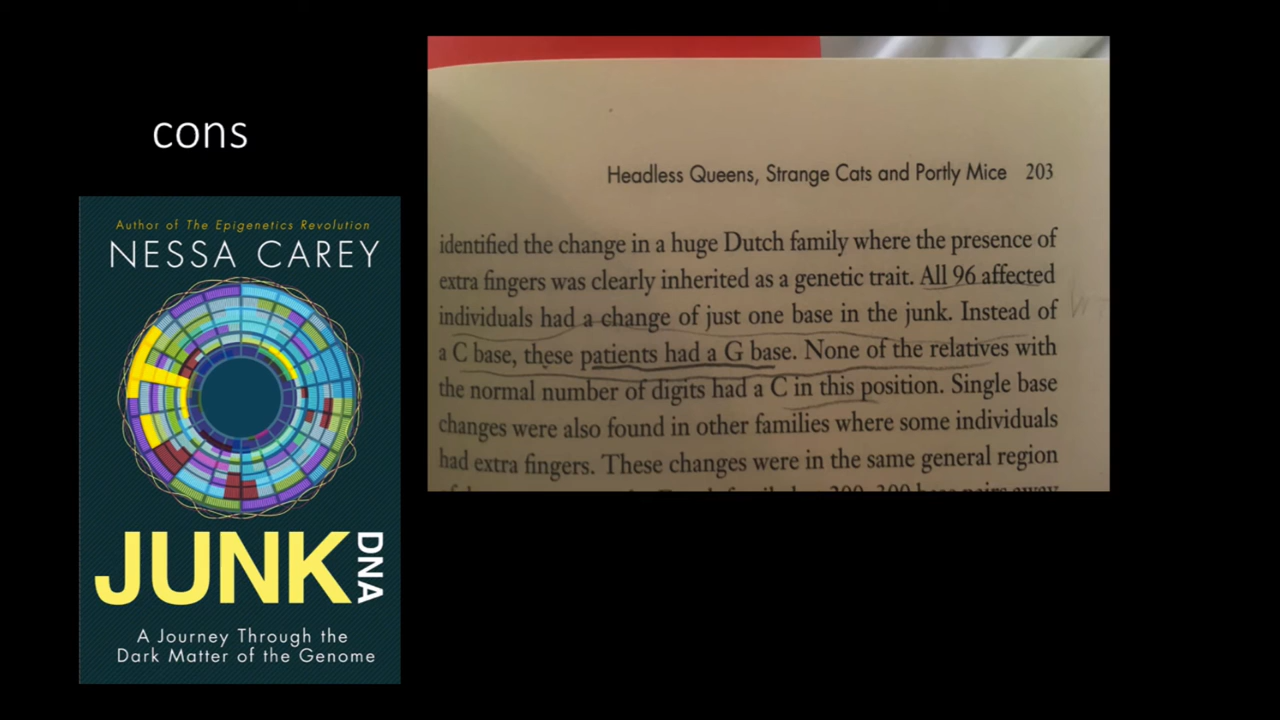 cons
Author of The Epigenetics Revolution
NESSA CAREY
JUNK
DNA
A Journey Through the
Dark Matter of the Genome
Headless Queens, Strange Cats and Portly Mice 203
identified the change in a huge Dutch family where the presence of
extra fingers was clearly inherited as a genetic trait. All 96 affected
individuals had a change of just one base in the junk. Instead of
a C base, these patients had a G base. None of the relatives with
the normal number of digits had a C in this position. Single base
changes were also found in other families where some individuals
had extra fingers. These changes were in the same general region